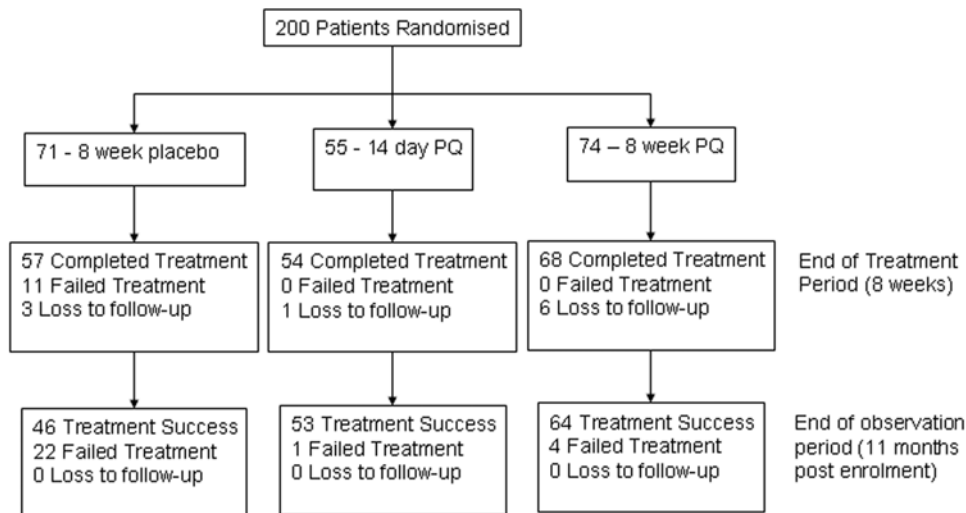 200 Patients Randomised
71 - 8 week placebo
55 - 14 day PQ
74 – 8 week PQ
57 Completed Treatment
11 Failed Treatment
3 Loss to follow-up
54 Completed Treatment
0 Failed Treatment
1 Loss to follow-up
68 Completed Treatment
0 Failed Treatment
6 Loss to follow-up
End of Treatment
Period (8 weeks)
46 Treatment Success
22 Failed Treatment
0 Loss to follow-up
53 Treatment Success
1 Failed Treatment
0 Loss to follow-up
64 Treatment Success
4 Failed Treatment
0 Loss to follow-up
End of observation
period (11 months
post enrolment)